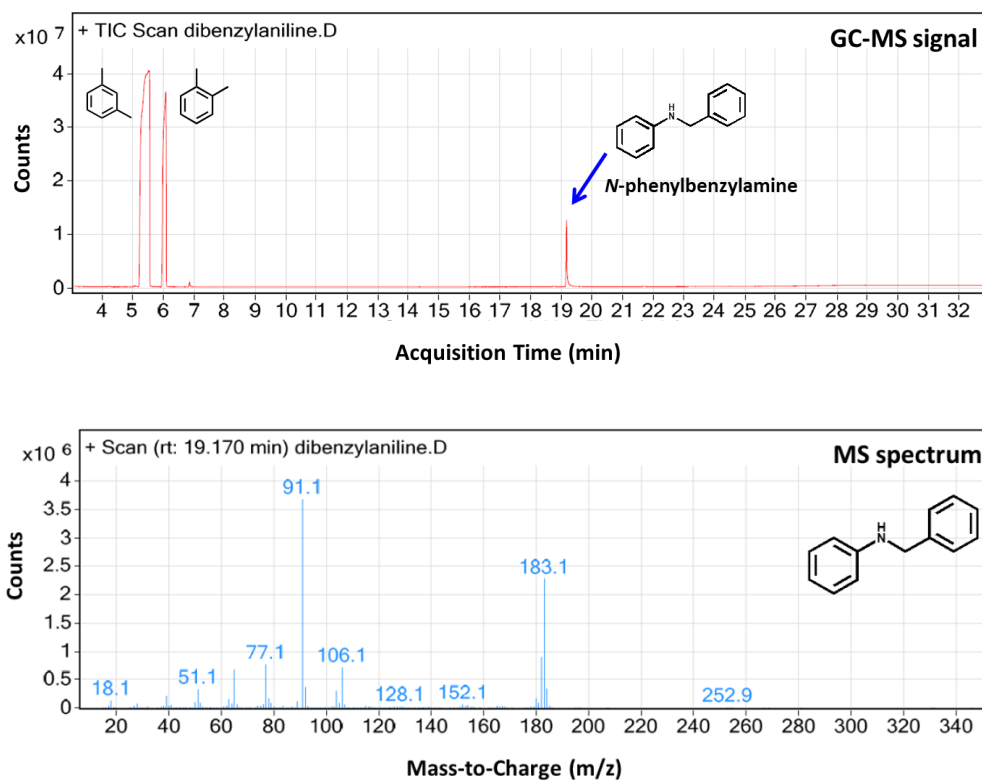 + TIC Scan dibenzylaniline.D
GC-MS signal
x10 7
4
3
2
1
0
Counts
H
N
N-phenylbenzylamine
4 5 6 7 8 9 10 11 12 13 14 15 16 17 18 19 20 21 22 23 24 25 26 27 28 29 30 31 32
Acquisition Time (min)
+ Scan (rt: 19.170 min) dibenzylaniline.D
MS spectrum
x10 6
4
3.5
3
2.5
2
1.5
1
0.5
0
Counts
91.1
183.1
77.1
106.1
51.1
18.1
128.1
152.1
252.9
H
N
20 40 60 80 100 120 140 160 180 200 220 240 260 280 300 320 340
Mass-to-Charge (m/z)